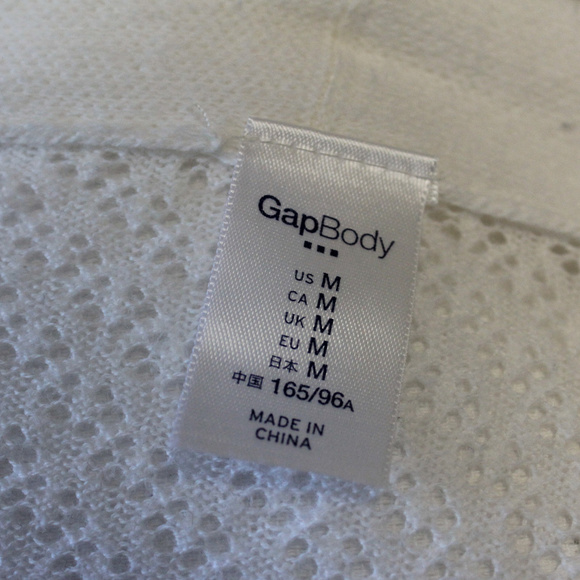 GapBody
US M
CA M
UK M
EU M
日本 M
中国 165/96A
MADE IN
CHINA